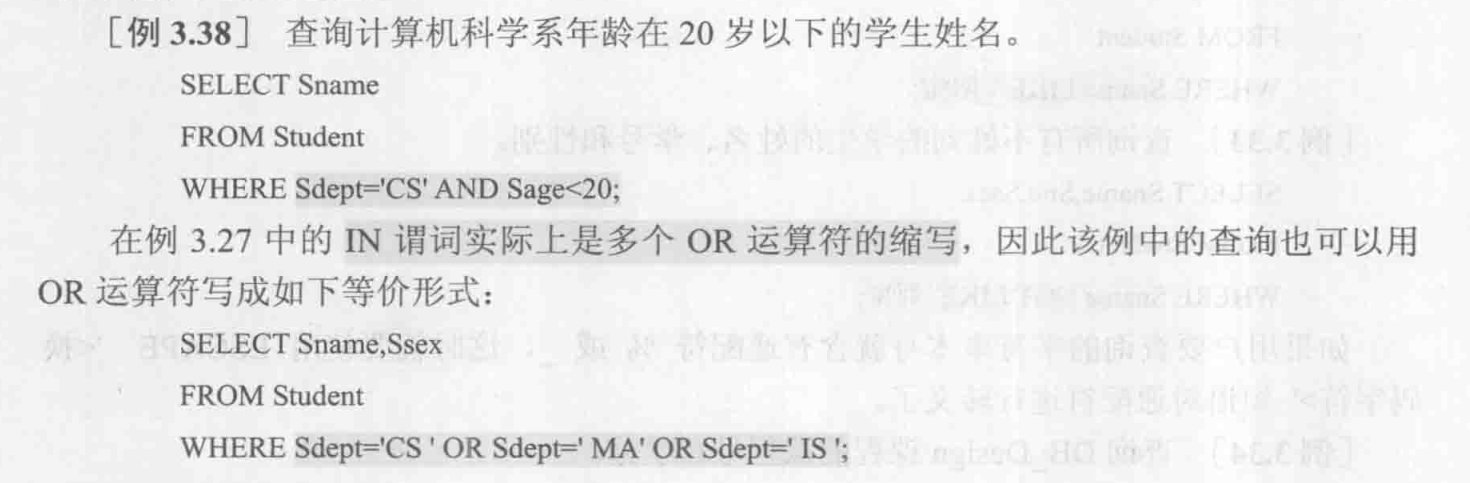 ［例 3.38］ 查询计算机科学系年龄在 20 岁以下的学生姓名。
SELECT Sname
FROM Student
WHERE Sdept='CS' AND Sage<20;
在例 3.27 中的 IN 谓词实际上是多个 OR 运算符的缩写，因此该例中的查询也可以用
OR 运算符写成如下等价形式：
SELECT Sname,Ssex
FROM Student
WHERE Sdept='CS ' OR Sdept=' MA' OR Sdept=' IS ';